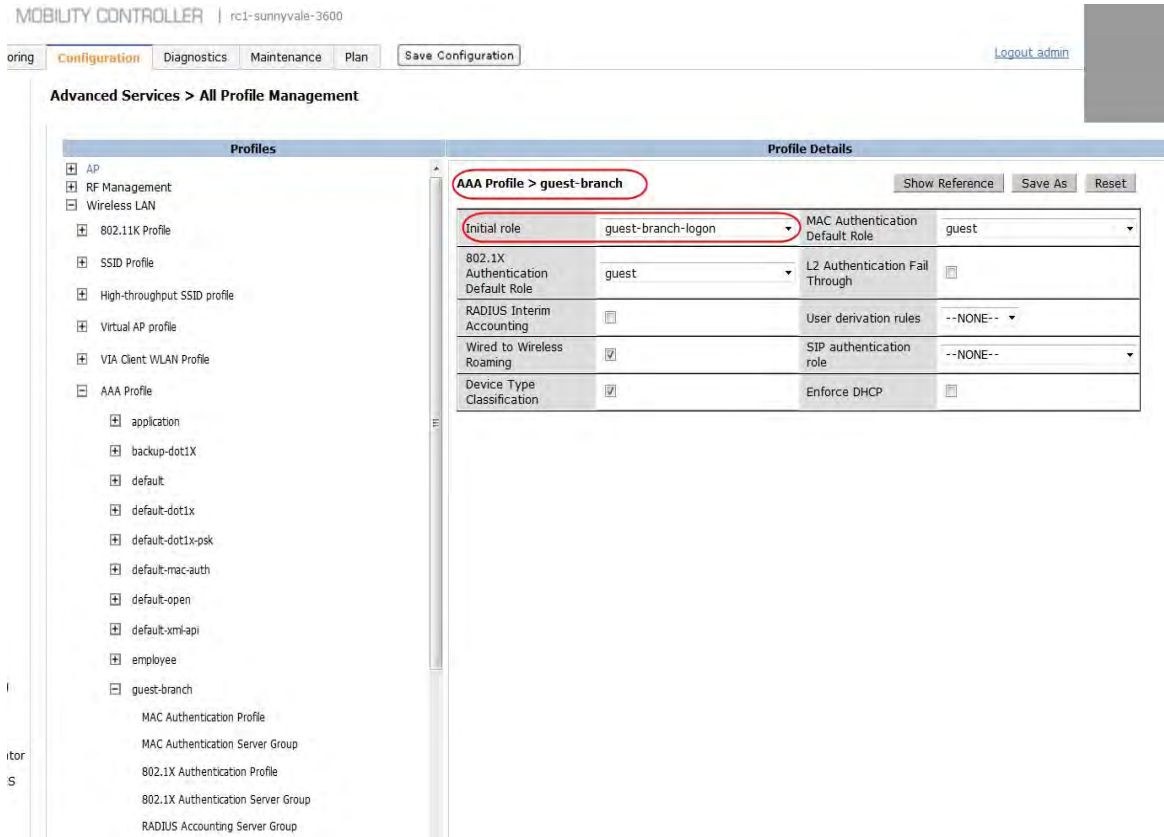 MOBILITY CONTROLLER | rc1-sunnyvale-3600
oring Configuration Diagnostics Maintenance Plan Save Configuration Logout admin
Advanced Services > All Profile Management
Profiles
AP
RF Management
Wireless LAN
802.11K Profile
SSID Profile
High-throughput SSID profile
Virtual AP profile
VIA Client WLAN Profile
AAA Profile
application
backup-dot1X
default
default-dot1x
default-dot1x-psk
default-mac-auth
default-open
default-xml-api
employee
guest-branch
MAC Authentication Profile
MAC Authentication Server Group
802.1X Authentication Profile
802.1X Authentication Server Group
RADIUS Accounting Server Group
itor
S
Profile Details
AAA Profile > guest-branch Show Reference Save As Reset
Initial role guest-branch-logon
MAC Authentication
Default Role guest
802.1X
Authentication
Default Role guest
L2 Authentication Fail
Through
RADIUS Interim
Accounting
User derivation rules --NONE--
Wired to Wireless
Roaming
SIP authentication
role --NONE--
Device Type
Classification
Enforce DHCP